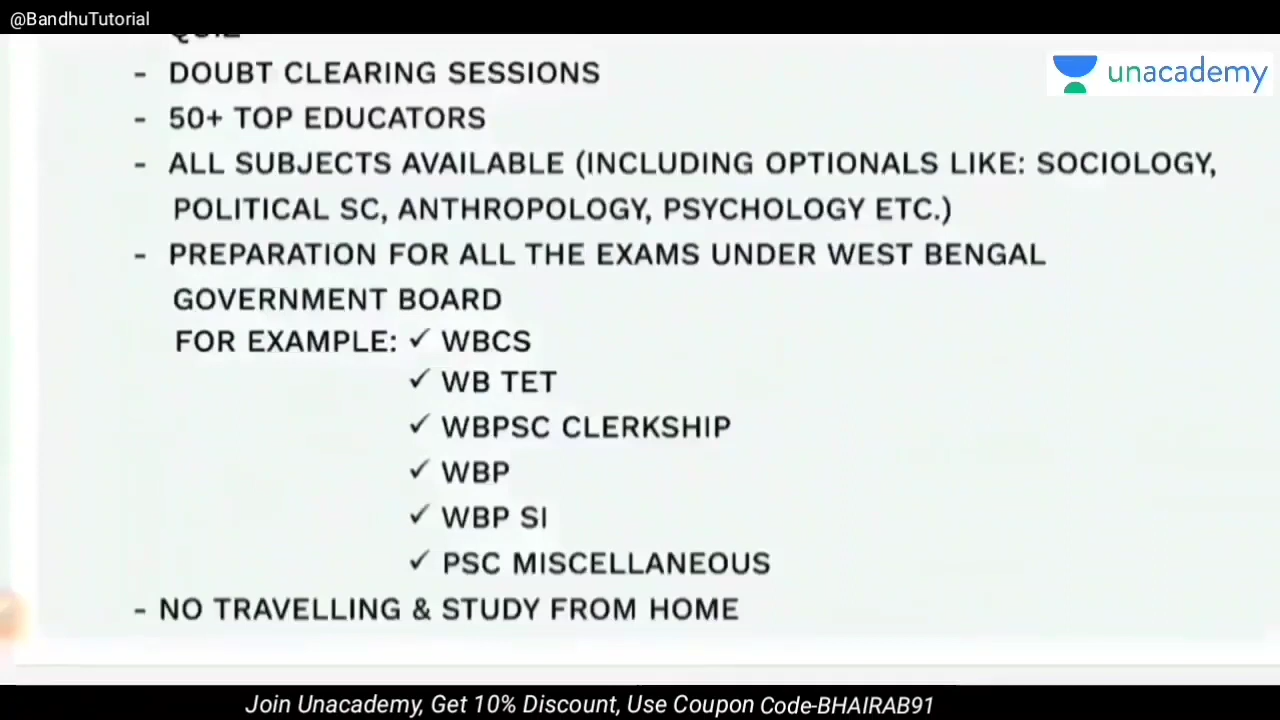 @BandhuTutorial
QUIZ
- DOUBT CLEARING SESSIONS
unacademy
- 50+ TOP EDUCATORS
- ALL SUBJECTS AVAILABLE (INCLUDING OPTIONALS LIKE: SOCIOLOGY,
POLITICAL SC, ANTHROPOLOGY, PSYCHOLOGY ETC.)
- PREPARATION FOR ALL THE EXAMS UNDER WEST BENGAL
GOVERNMENT BOARD
FOR EXAMPLE: ✓ WBCS
✓ WB TET
✓ WBPSC CLERKSHIP
✓ WBP
✓ WBP SI
✓ PSC MISCELLANEOUS
- NO TRAVELLING & STUDY FROM HOME
Join Unacademy, Get 10% Discount, Use Coupon Code-BHAIRAB91